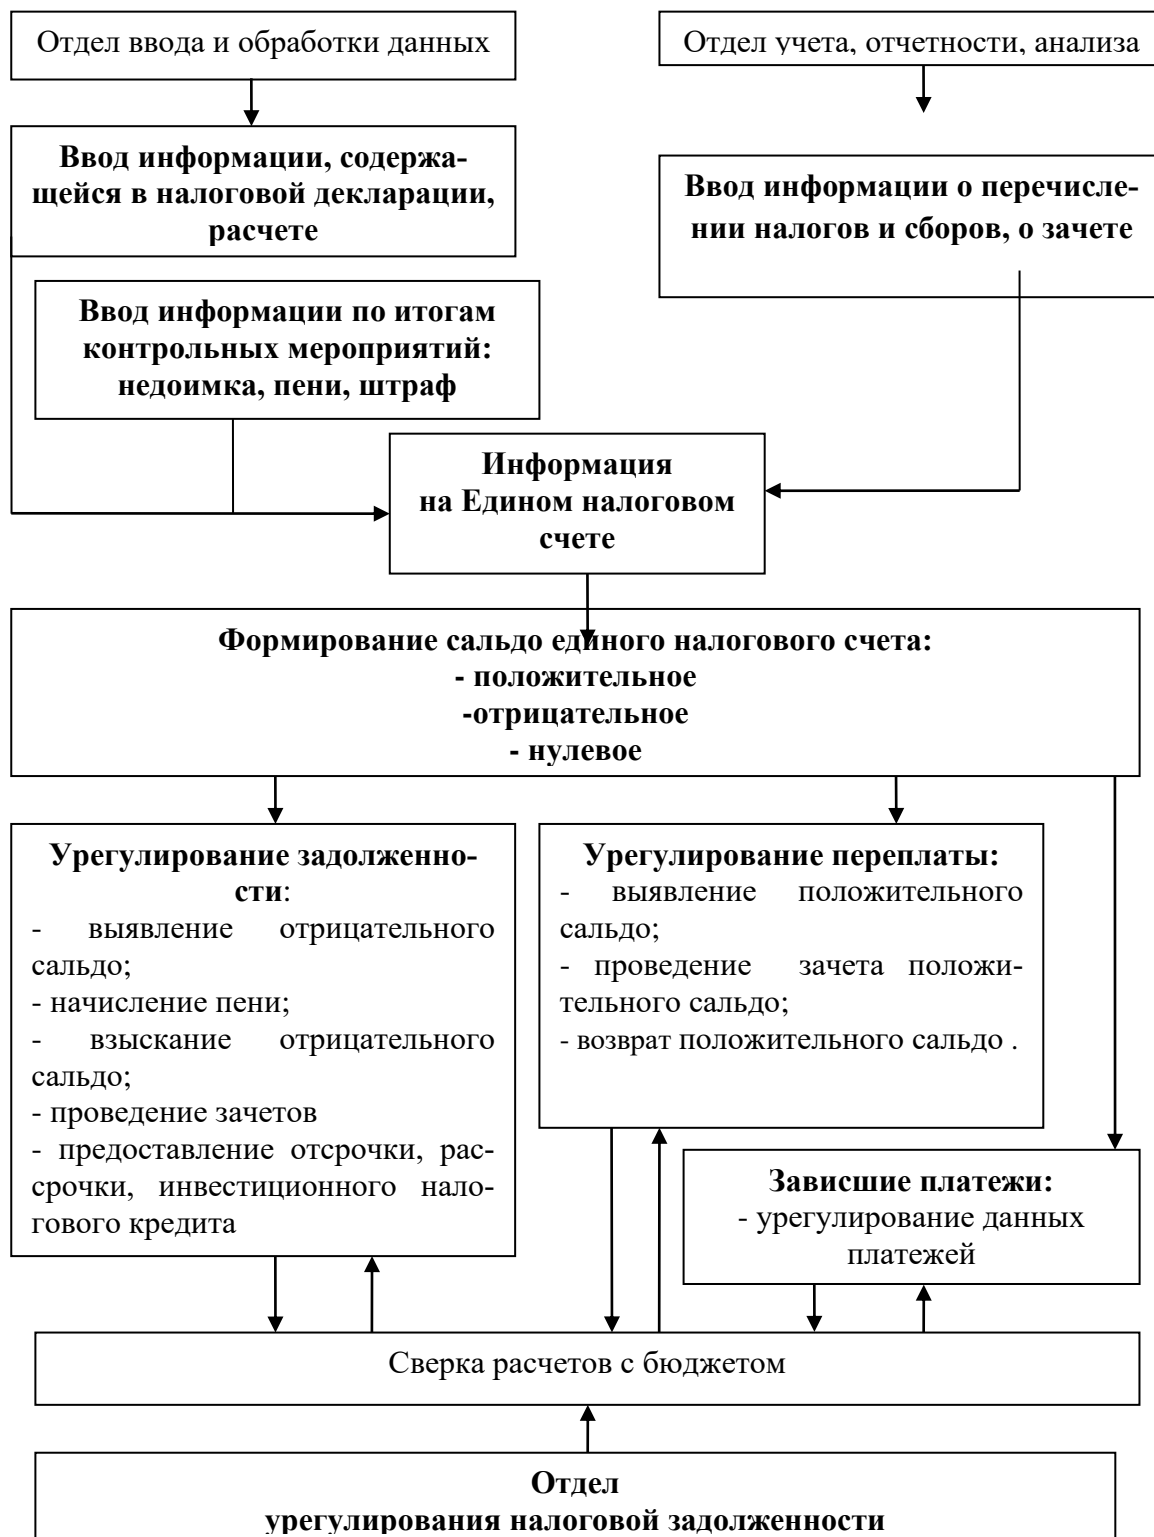 Отдел ввода и обработки данных
Отдел учета, отчетности, анализа
Ввод информации, содержа-
щейся в налоговой декларации,
расчете
Ввод информации о перечисле-
нии налогов и сборов, о зачете
Ввод информации по итогам
контрольных мероприятий:
недоимка, пени, штраф
Информация
на Едином налоговом
счете
Формирование сальдо единого налогового счета:
- положительное
-отрицательное
- нулевое
Урегулирование задолженно-
сти:
- выявление отрицательного
сальдо;
- начисление пени;
- взыскание отрицательного
сальдо;
- проведение зачетов
- предоставление отсрочки, рас-
срочки, инвестиционного нало-
гового кредита
Урегулирование переплаты:
- выявление положительного
сальдо;
- проведение зачета положи-
тельного сальдо;
- возврат положительного сальдо .
Зависшие платежи:
- урегулирование данных
платежей
Сверка расчетов с бюджетом
Отдел
урегулирования налоговой задолженности